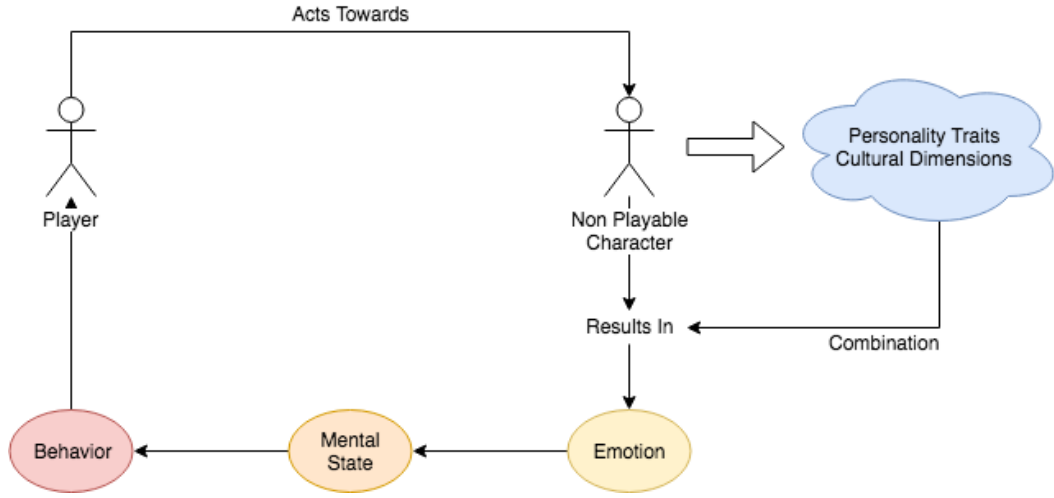 Acts Towards
Personality Traits
Cultural Dimensions
Player
Non Playable
Character
Results In
Combination
Behavior
Mental
State
Emotion